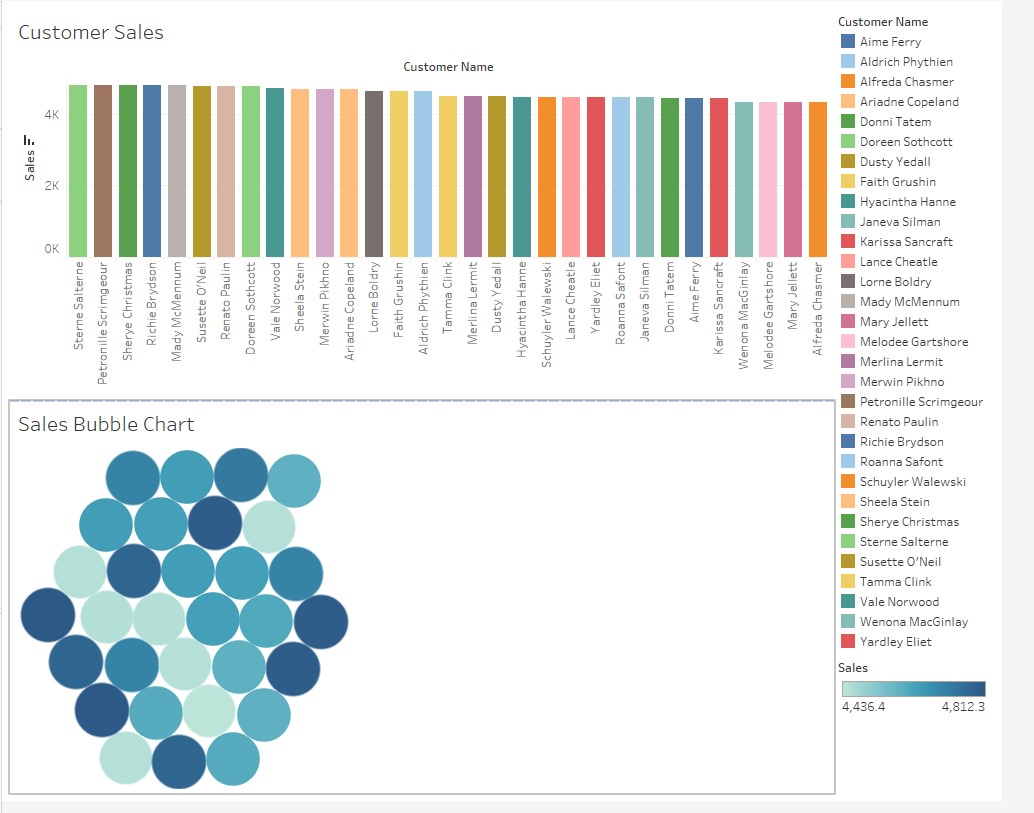 Customer Sales
Customer Name
Sales
4K
2K
0K
Sterne Salterne
Petronille Scrimgeour
Sherye Christmas
Richie Brydson
Mady McMennum
Susette O'Neil
Renato Paulin
Doreen Sothcott
Vale Norwood
Sheela Stein
Merwin Pikhno
Ariadne Copeland
Lorne Boldry
Faith Grushin
Aldrich Phythien
Tamma Clink
Merlina Lermit
Dusty Yedall
Hyacintha Hanne
Schuyler Walewski
Lance Cheatle
Yardley Eliet
Roanna Safont
Janeva Silman
Donni Tatem
Aime Ferry
Karissa Sancraft
Wenona MacGinlay
Melodee Gartshore
Mary Jellett
Alfreda Chasmer
Sales Bubble Chart
Customer Name
Aime Ferry
Aldrich Phythien
Alfreda Chasmer
Ariadne Copeland
Donni Tatem
Doreen Sothcott
Dusty Yedall
Faith Grushin
Hyacintha Hanne
Janeva Silman
Karissa Sancraft
Lance Cheatle
Lorne Boldry
Mady McMennum
Mary Jellett
Melodee Gartshore
Merlina Lermit
Merwin Pikhno
Petronille Scrimgeour
Renato Paulin
Richie Brydson
Roanna Safont
Schuyler Walewski
Sheela Stein
Sherye Christmas
Sterne Salterne
Susette O'Neil
Tamma Clink
Vale Norwood
Wenona MacGinlay
Yardley Eliet
Sales
4,436.4 4,812.3